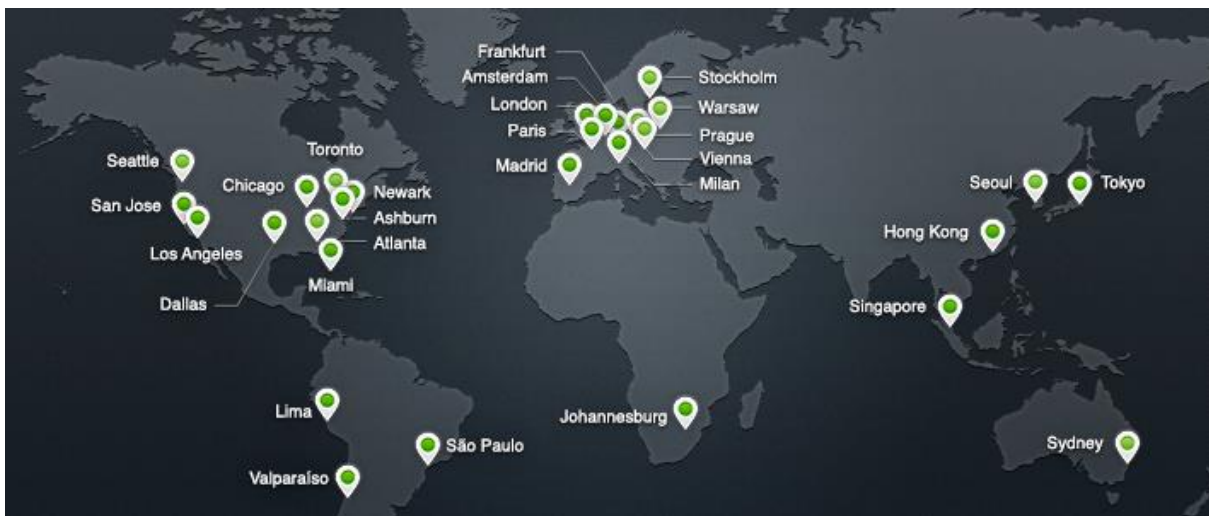 Frankfurt
Amsterdam
Stockholm
London
Warsaw
Paris
Prague
Toronto
Vienna
Seattle
Madrid
Chicago
Newark
Milan
Seoul
Tokyo
San Jose
Ashburn
Hong Kong
Los Angeles
Atlanta
Miami
Dallas
Singapore
Lima
Johannesburg
São Paulo
Sydney
Valparaíso